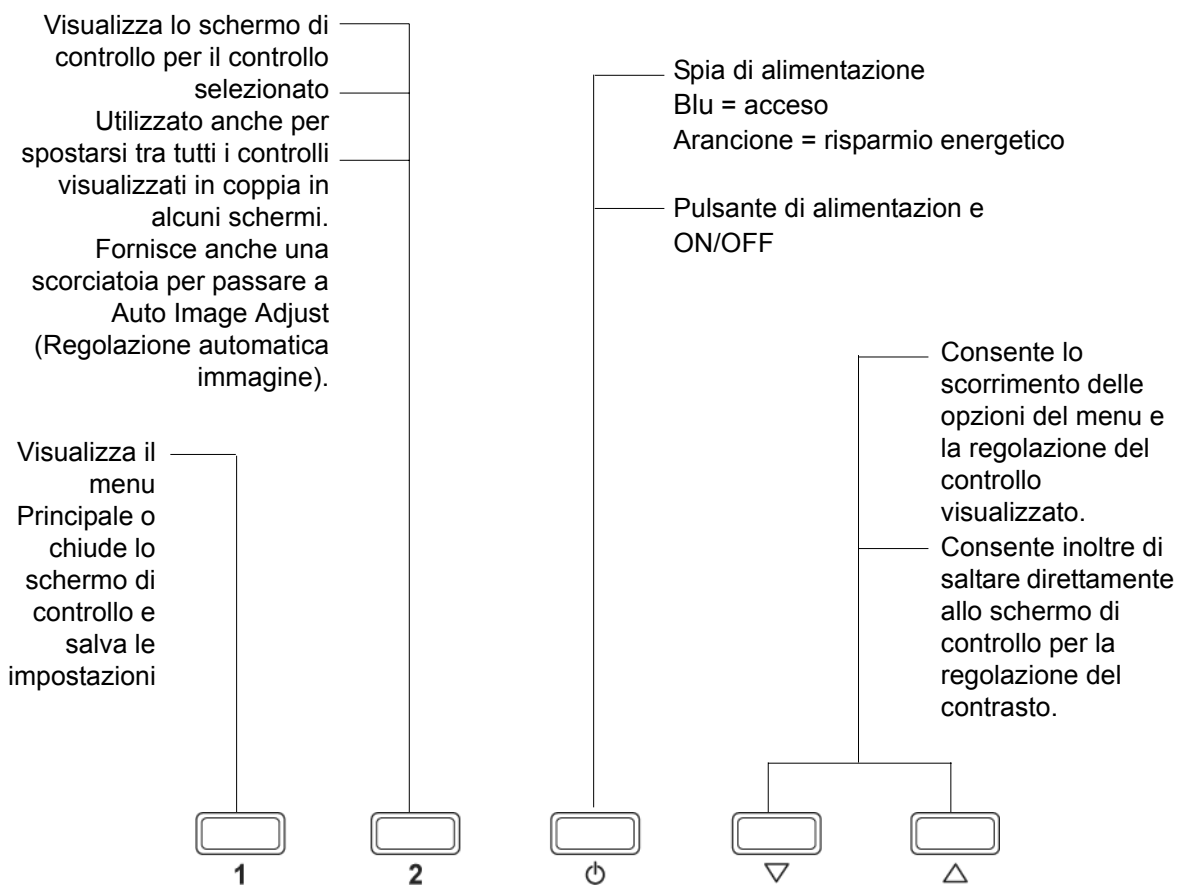 Visualizza lo schermo di
controllo per il controllo
selezionato
Utilizzato anche per
spostarsi tra tutti i controlli
visualizzati in coppia in
alcuni schermi.
Fornisce anche una
scorciatoia per passare a
Auto Image Adjust
(Regolazione automatica
immagine).
Spia di alimentazione
Blu = acceso
Arancione = risparmio energetico
Pulsante di alimentazion e
ON/OFF
Visualizza il
menu
Principale o
chiude lo
schermo di
controllo e
salva le
impostazioni
Consente lo
scorrimento delle
opzioni del menu e
la regolazione del
controllo
visualizzato.
Consente inoltre di
saltare direttamente
allo schermo di
controllo per la
regolazione del
contrasto.
1
2